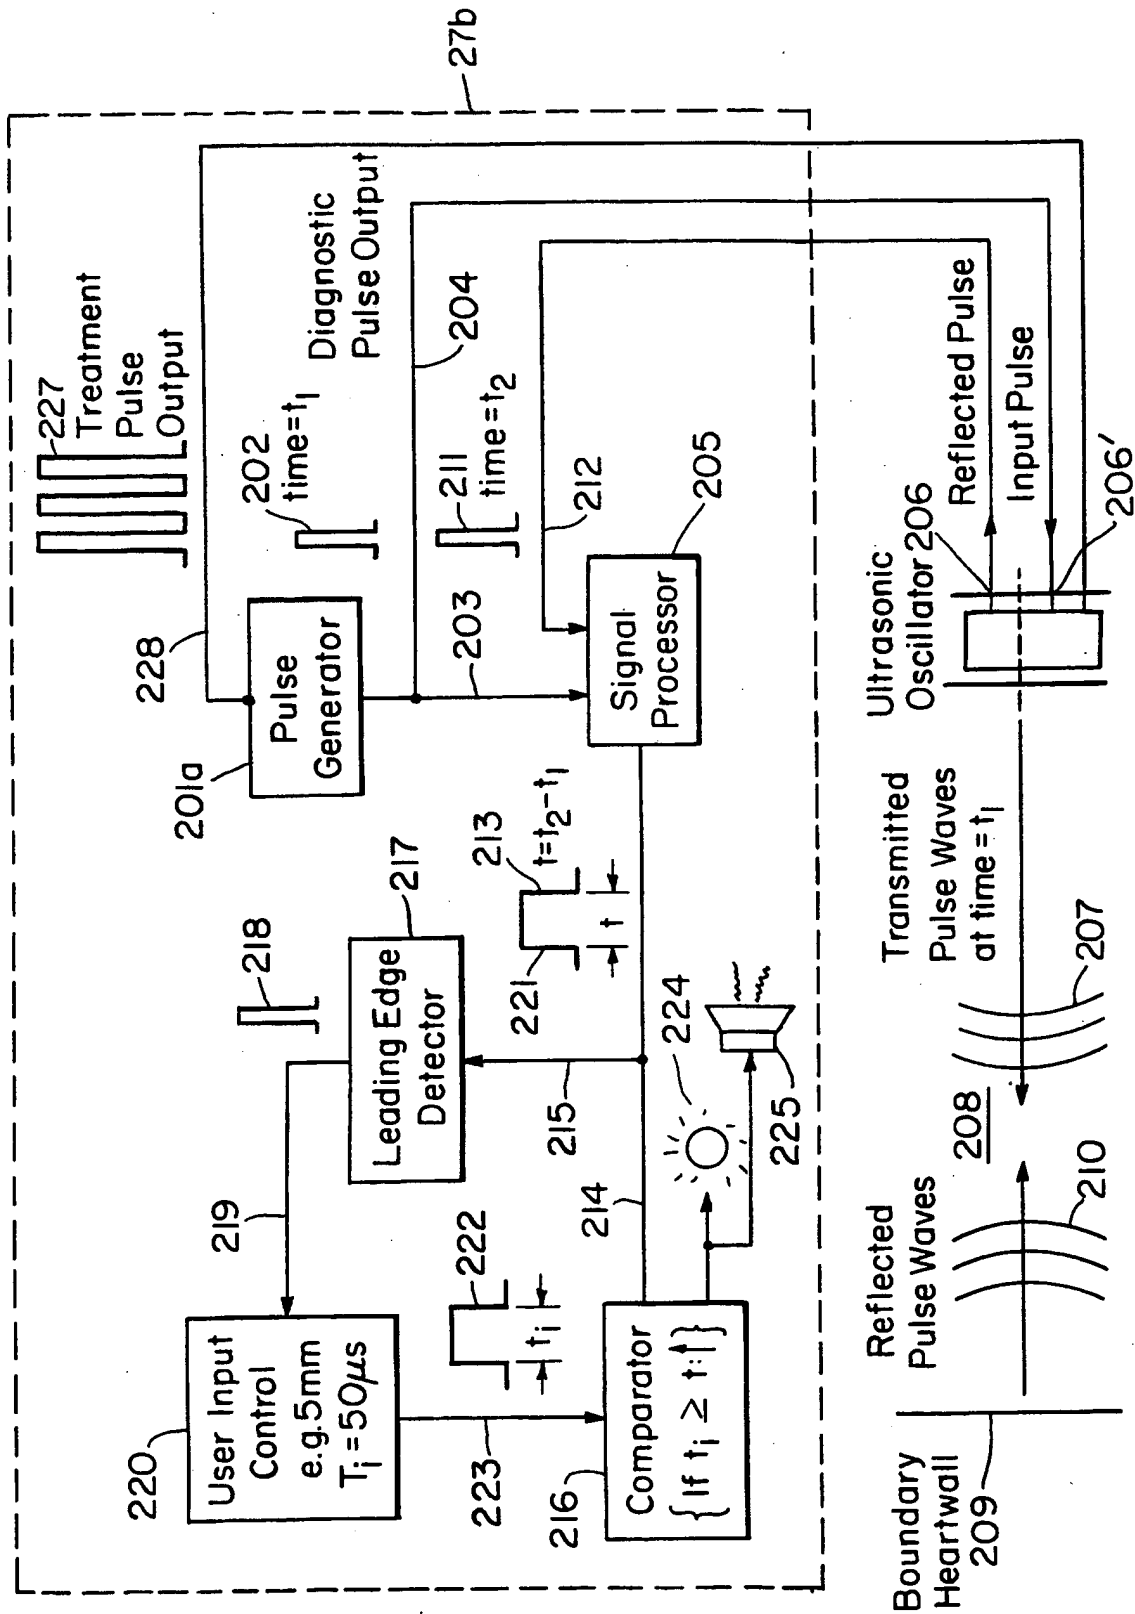 227
Treatment
Pulse
Output
27b
228
202
time=t₁
Diagnostic
Pulse Output
201a
Pulse
Generator
204
211
time=t₂
203
212
218
217
Leading Edge
Detector
213
t=t₂-t₁
221
t
Signal
Processor
205
219
215
220
User Input
Control
e.g.5mm
Tᵢ=50μs
222
tᵢ
223
214
224
225
216
Comparator
{If tᵢ ≥ t:↑}
Boundary
Heartwall
209
Reflected
Pulse Waves
210
208
Transmitted
Pulse Waves
at time = t₁
207
Ultrasonic
Oscillator 206
Reflected Pulse
Input Pulse
206'